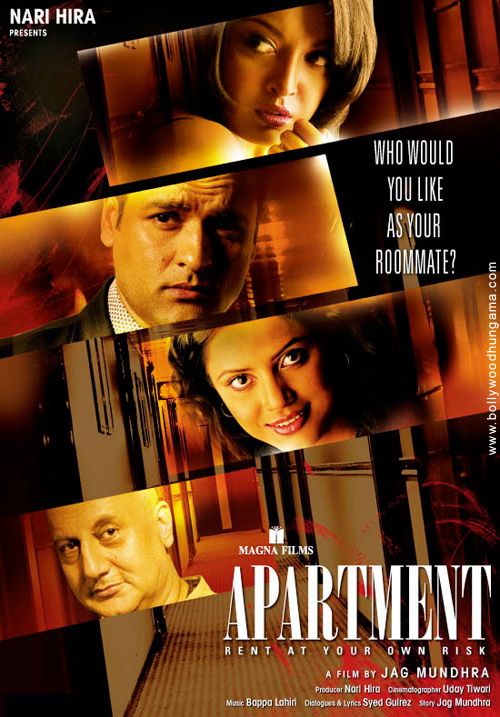 NARI HIRA
PRESENTS
WHO WOULD
YOU LIKE
AS YOUR
ROOMMATE?
www.bollywoodhungama.com
MAGNA FILMS
APARTMENT
RENT AT YOUR OWN RISK
A FILM BY JAG MUNDHRA
Producer Nari Hira Cinematographer Uday Tiwari
Music Bappa Lahiri Dialogues & Lyrics Syed Gulrez Story Jag Mundhra